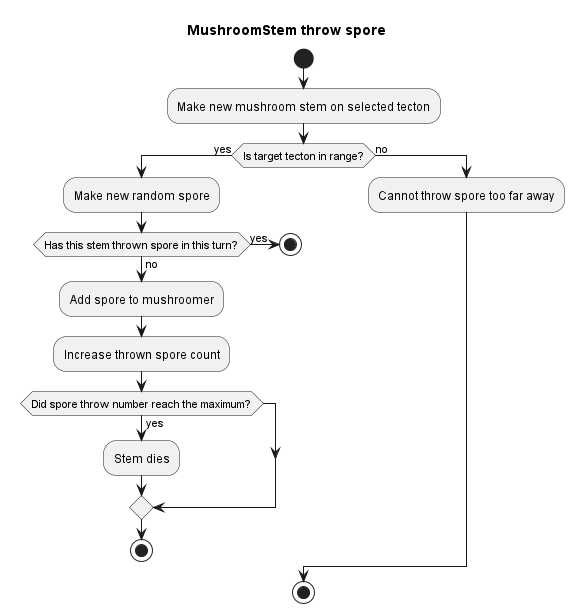 MushroomStem throw spore
Make new mushroom stem on selected tecton
yes
Is target tecton in range?
no
Make new random spore
Cannot throw spore too far away
Has this stem thrown spore in this turn?
yes
no
Add spore to mushroomer
Increase thrown spore count
Did spore throw number reach the maximum?
yes
Stem dies